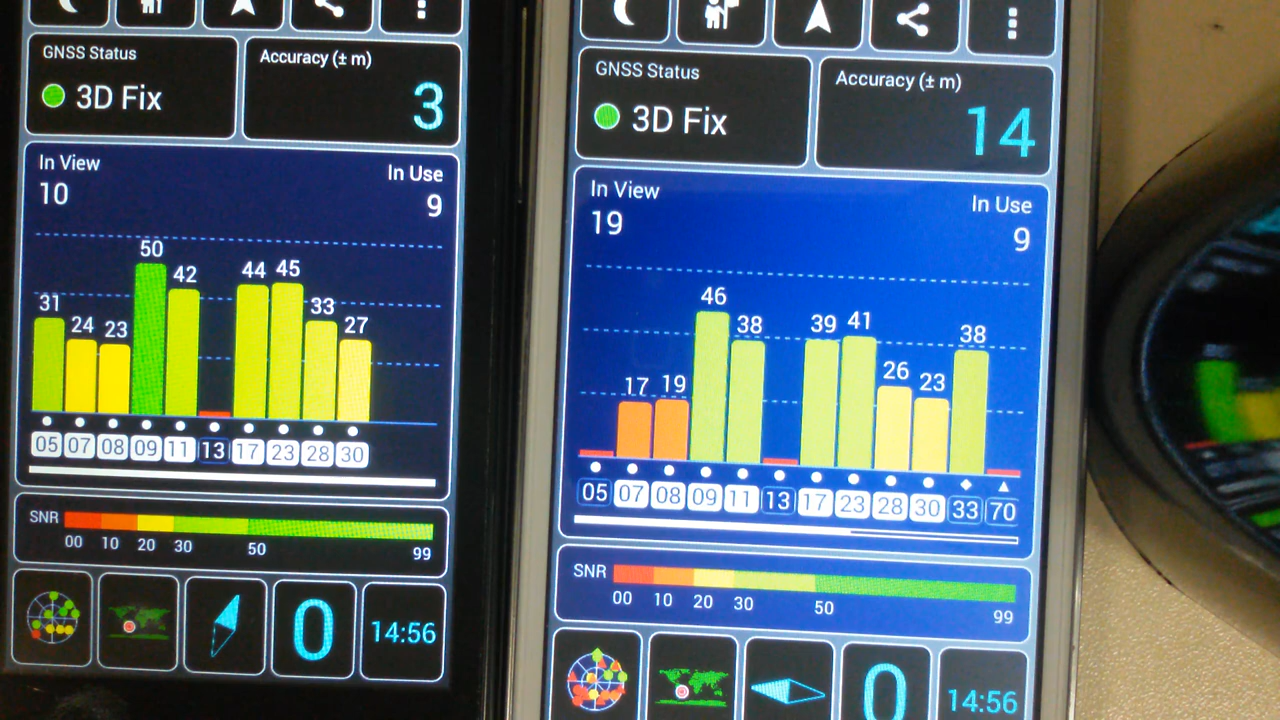 GNSS Status
3D Fix
Accuracy (± m)
3
In View
10
In Use
9
31 24 23 50 42 44 45 33 27
05 07 08 09 11 13 17 23 28 30
SNR
00 10 20 30 50 99
0
14:56
GNSS Status
3D Fix
Accuracy (± m)
14
In View
19
In Use
9
17 19 46 38 39 41 26 23 38
05 07 08 09 11 13 17 23 28 30 33 70
SNR
00 10 20 30 50 99
0
14:56